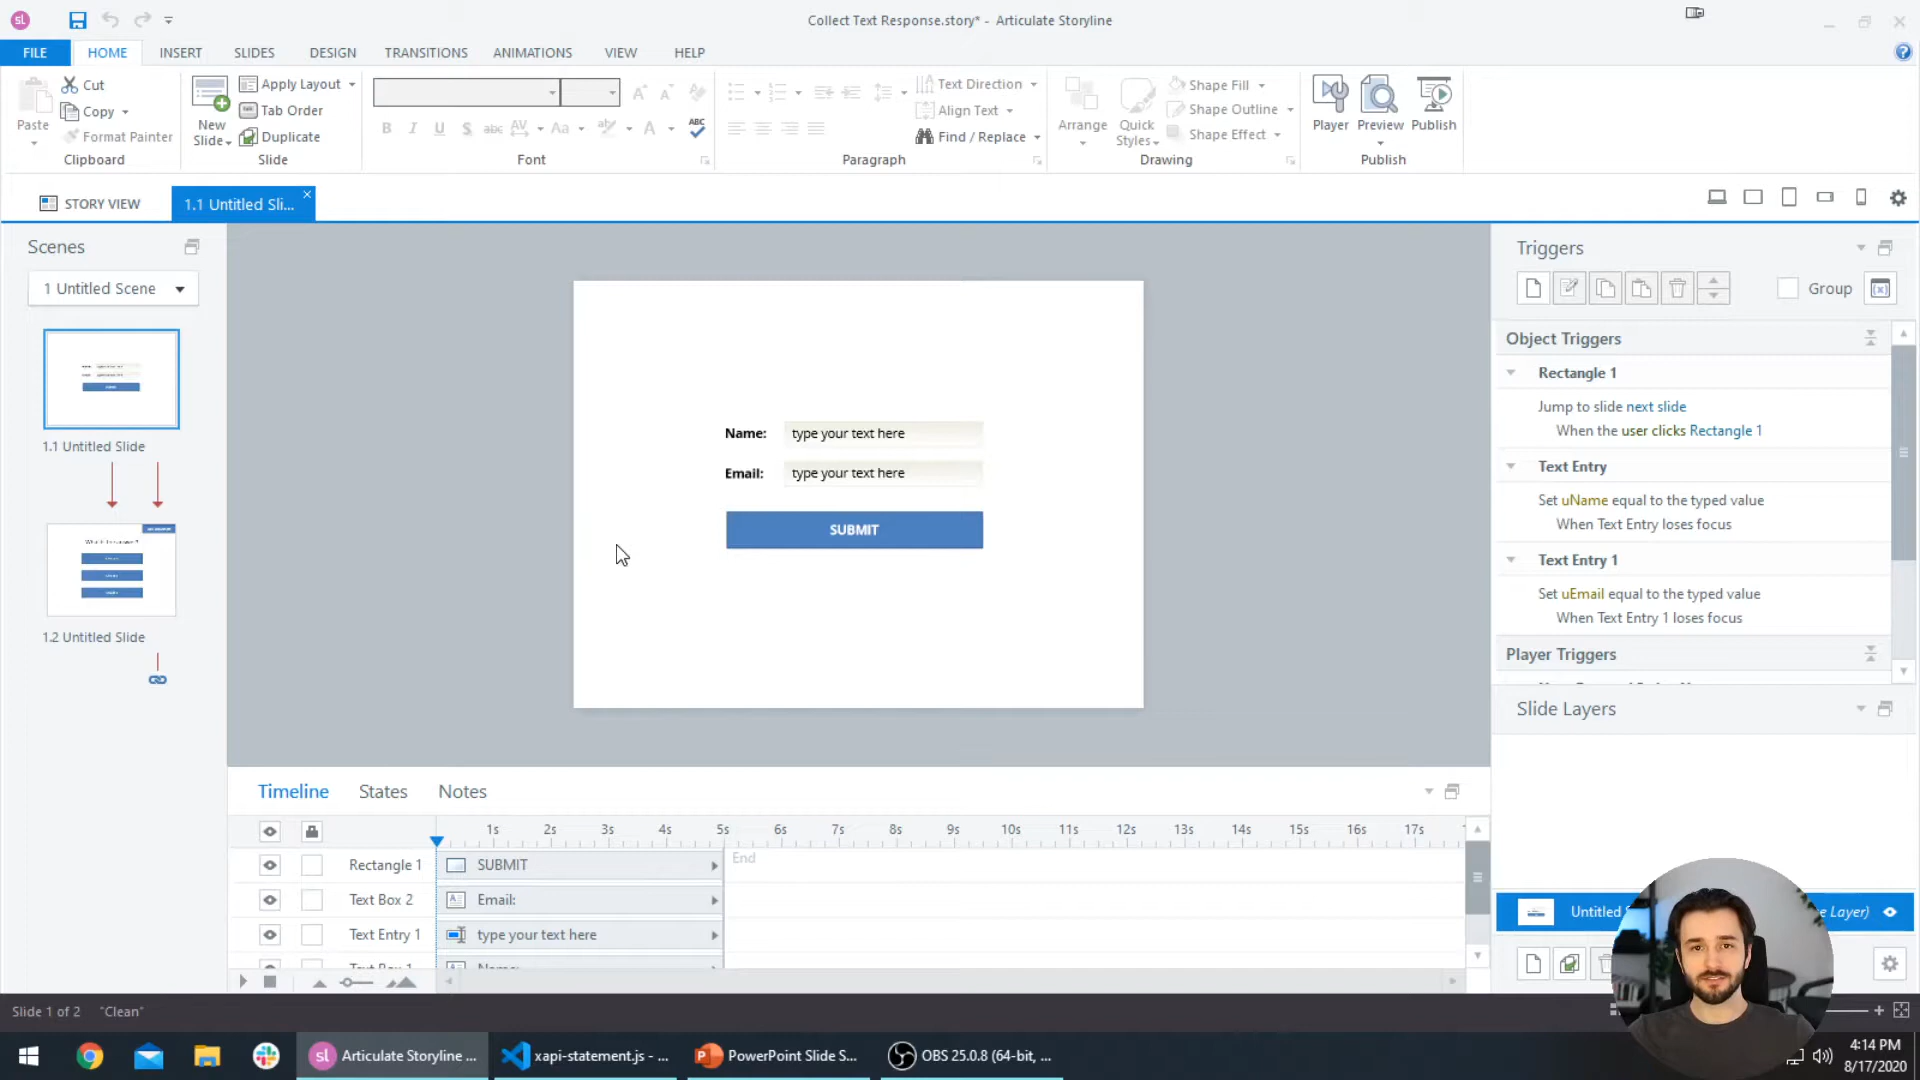 sl
Collect Text Response.story* - Articulate Storyline
FILE HOME INSERT SLIDES DESIGN TRANSITIONS ANIMATIONS VIEW HELP
Paste
Cut
Copy
Format Painter
Clipboard
New Slide
Apply Layout
Tab Order
Duplicate
Slide
B I U S abc AV Aa A ABC
Font
Text Direction
Align Text
Find / Replace
Paragraph
Arrange
Quick Styles
Shape Fill
Shape Outline
Shape Effect
Drawing
Player
Preview
Publish
Publish
STORY VIEW
1.1 Untitled Sli...
Scenes
1 Untitled Scene
1.1 Untitled Slide
1.2 Untitled Slide
Name: type your text here
Email: type your text here
SUBMIT
Triggers
Group
Object Triggers
Rectangle 1
Jump to slide next slide
When the user clicks Rectangle 1
Text Entry
Set uName equal to the typed value
When Text Entry loses focus
Text Entry 1
Set uEmail equal to the typed value
When Text Entry 1 loses focus
Player Triggers
Slide Layers
Timeline States Notes
1s 2s 3s 4s 5s 6s 7s 8s 9s 10s 11s 12s 13s 14s 15s 16s 17s
Rectangle 1 SUBMIT End
Text Box 2 Email:
Text Entry 1 type your text here
Untitled
Layer)
Slide 1 of 2 "Clean"
Articulate Storyline ...
xapi-statement.js - ...
PowerPoint Slide S...
OBS 25.0.8 (64-bit, ...
4:14 PM
8/17/2020